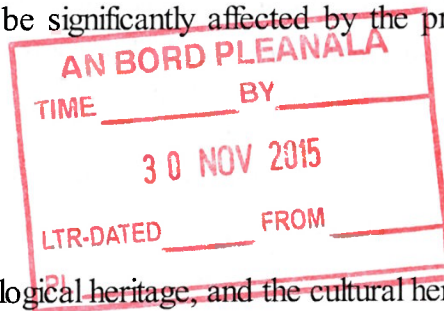 be significantly affected by the pr
AN BORD PLEANALA
TIME BY
30 NOV 2015
LTR-DATED FROM
PL
logical heritage, and the cultural her